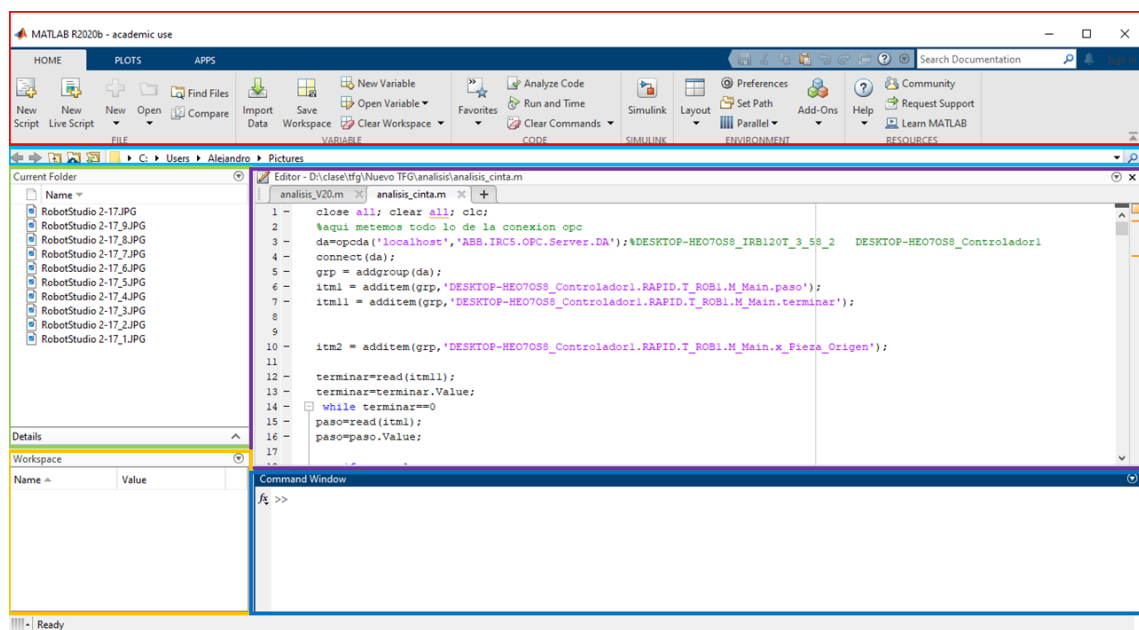 MATLAB R2020b - academic use
HOME PLOTS APPS Search Documentation Sign In
New Script New Live Script New Open Find Files Compare
FILE
Import Data Save Workspace New Variable Open Variable Clear Workspace
VARIABLE
Favorites Analyze Code Run and Time Clear Commands
CODE
Simulink
SIMULINK
Layout Preferences Set Path Parallel Add-Ons
ENVIRONMENT
Help Community Request Support Learn MATLAB
RESOURCES
C: Users Alejandro Pictures
Current Folder
Name
RobotStudio 2-17.JPG
RobotStudio 2-17_9.JPG
RobotStudio 2-17_8.JPG
RobotStudio 2-17_7.JPG
RobotStudio 2-17_6.JPG
RobotStudio 2-17_5.JPG
RobotStudio 2-17_4.JPG
RobotStudio 2-17_3.JPG
RobotStudio 2-17_2.JPG
RobotStudio 2-17_1.JPG
Details
Workspace
Name Value
Editor - D:\clase\tfg\Nuevo TFG\analisis\analisis_cinta.m
analisis_V20.m analisis_cinta.m +
1 - close all; clear all; clc;
2 %aqui metemos todo lo de la conexion opc
3 - da=opcda('localhost','ABB.IRC5.OPC.Server.DA');%DESKTOP-HEO7OS8_IRB120T_3_58_2 DESKTOP-HEO7OS8_Controlador1
4 - connect(da);
5 - grp = addgroup(da);
6 - itm1 = additem(grp,'DESKTOP-HEO7OS8_Controlador1.RAPID.T_ROB1.M_Main.paso');
7 - itm11 = additem(grp,'DESKTOP-HEO7OS8_Controlador1.RAPID.T_ROB1.M_Main.terminar');
8
9
10 - itm2 = additem(grp,'DESKTOP-HEO7OS8_Controlador1.RAPID.T_ROB1.M_Main.x_Pieza_Origen');
11
12 - terminar=read(itm11);
13 - terminar=terminar.Value;
14 - while terminar==0
15 - paso=read(itm1);
16 - paso=paso.Value;
17
Command Window
fx >>
Ready